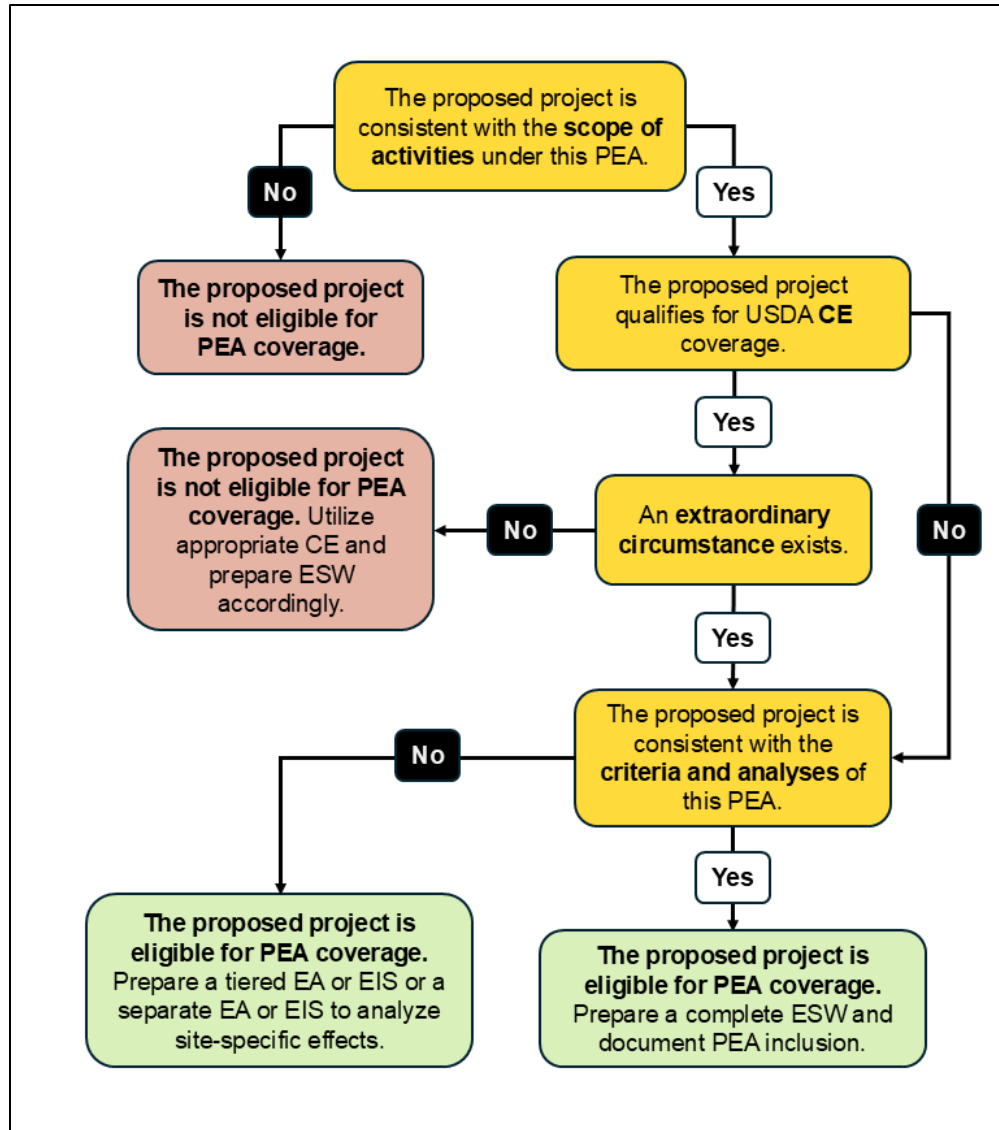 The proposed project is
consistent with the scope of
activities under this PEA.
No
Yes
The proposed project
is not eligible for
PEA coverage.
The proposed project
qualifies for USDA CE
coverage.
Yes
The proposed project
is not eligible for PEA
coverage. Utilize
appropriate CE and
prepare ESW
accordingly.
No
An extraordinary
circumstance exists.
No
Yes
The proposed project is
consistent with the
criteria and analyses of
this PEA.
No
Yes
The proposed project is
eligible for PEA coverage.
Prepare a tiered EA or EIS or a
separate EA or EIS to analyze
site-specific effects.
The proposed project is
eligible for PEA coverage.
Prepare a complete ESW and
document PEA inclusion.